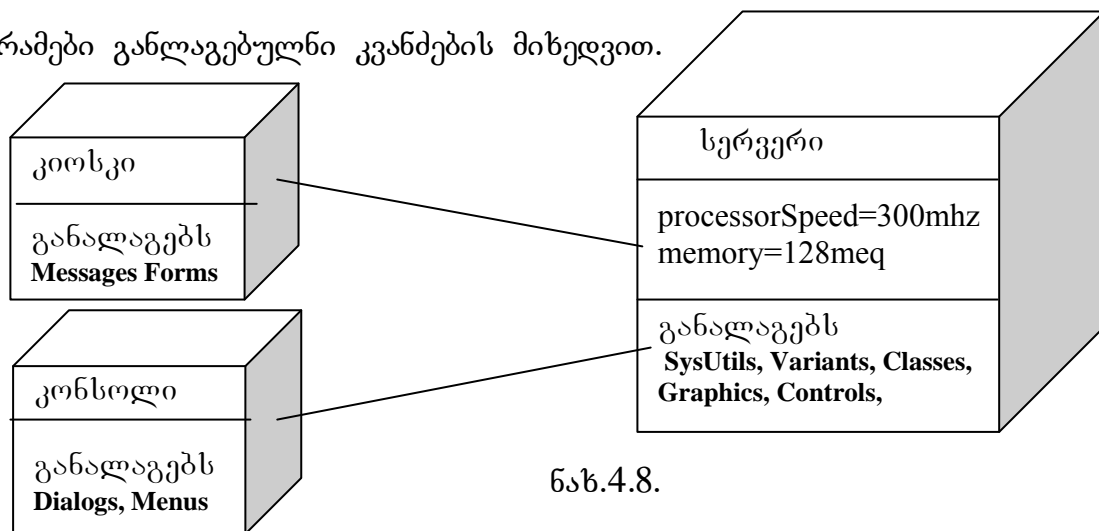 რამები განლაგებულნი კვანძების მიხედვით.
კიოსკი
განალაგებს
Messages Forms
კონსოლი
განალაგებს
Dialogs, Menus
სერვერი
processorSpeed=300mhz
memory=128meq
განალაგებს
SysUtils, Variants, Classes,
Graphics, Controls,
ნახ.4.8.